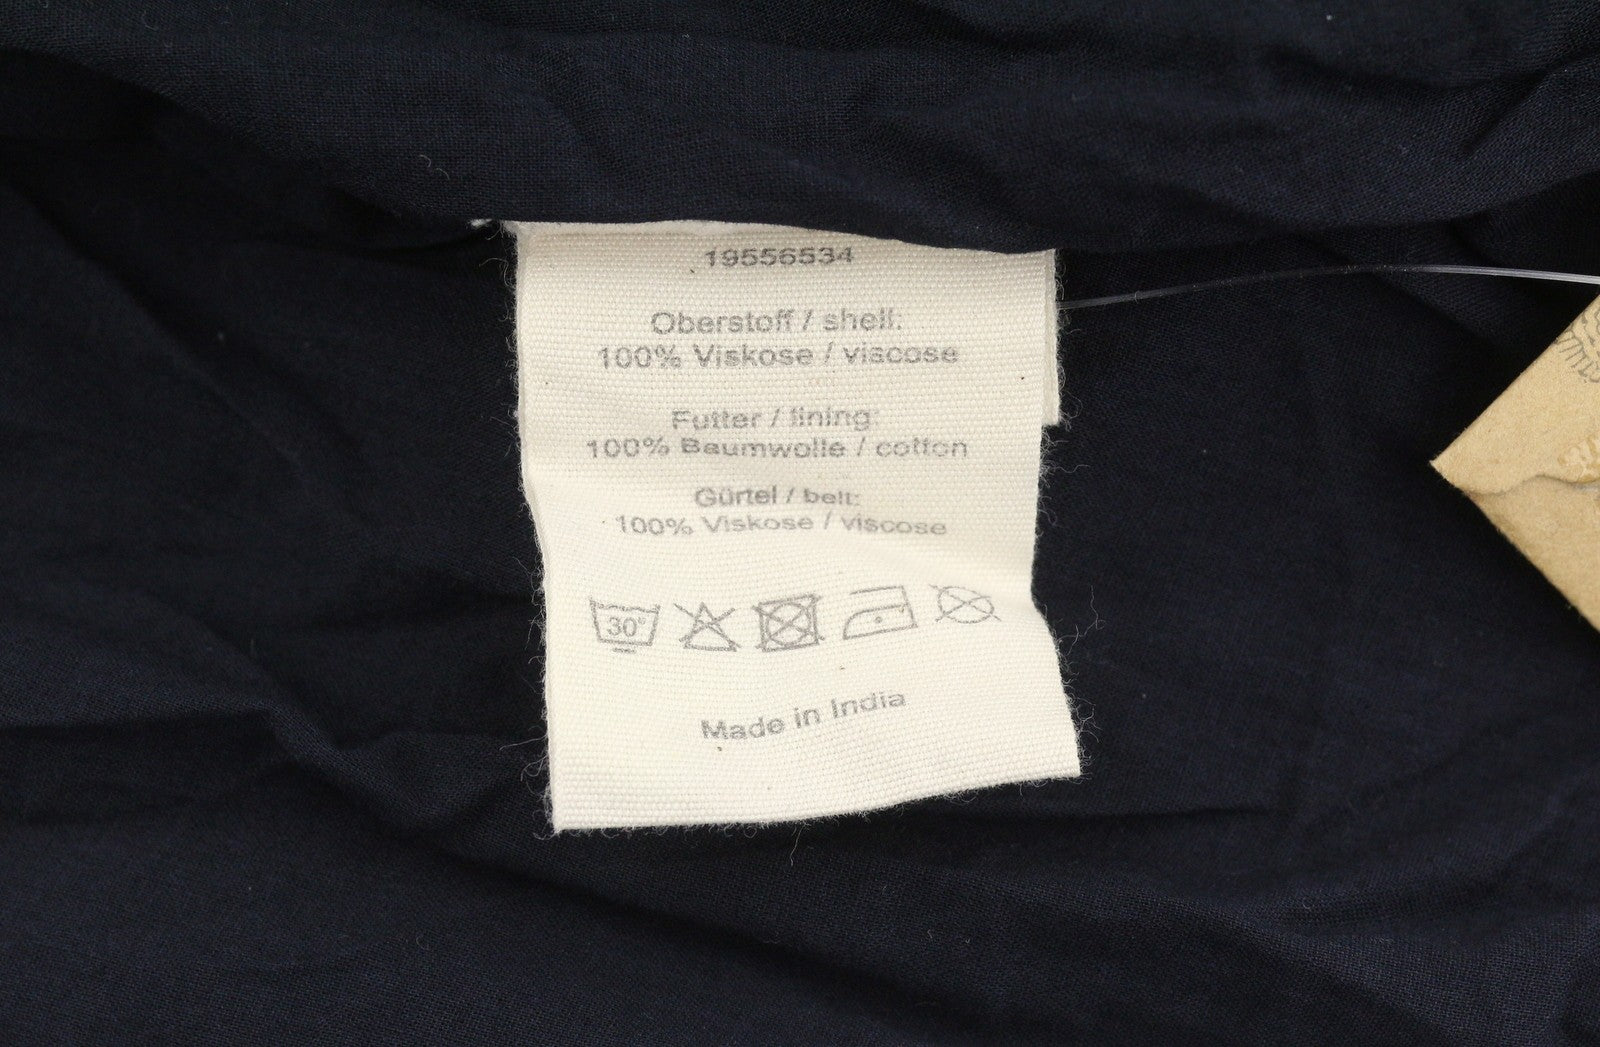 19556534
Oberstoff / shell:
100% Viskose / viscose
Futter / lining:
100% Baumwolle / cotton
Gürtel / belt:
100% Viskose / viscose
30°
Made in India